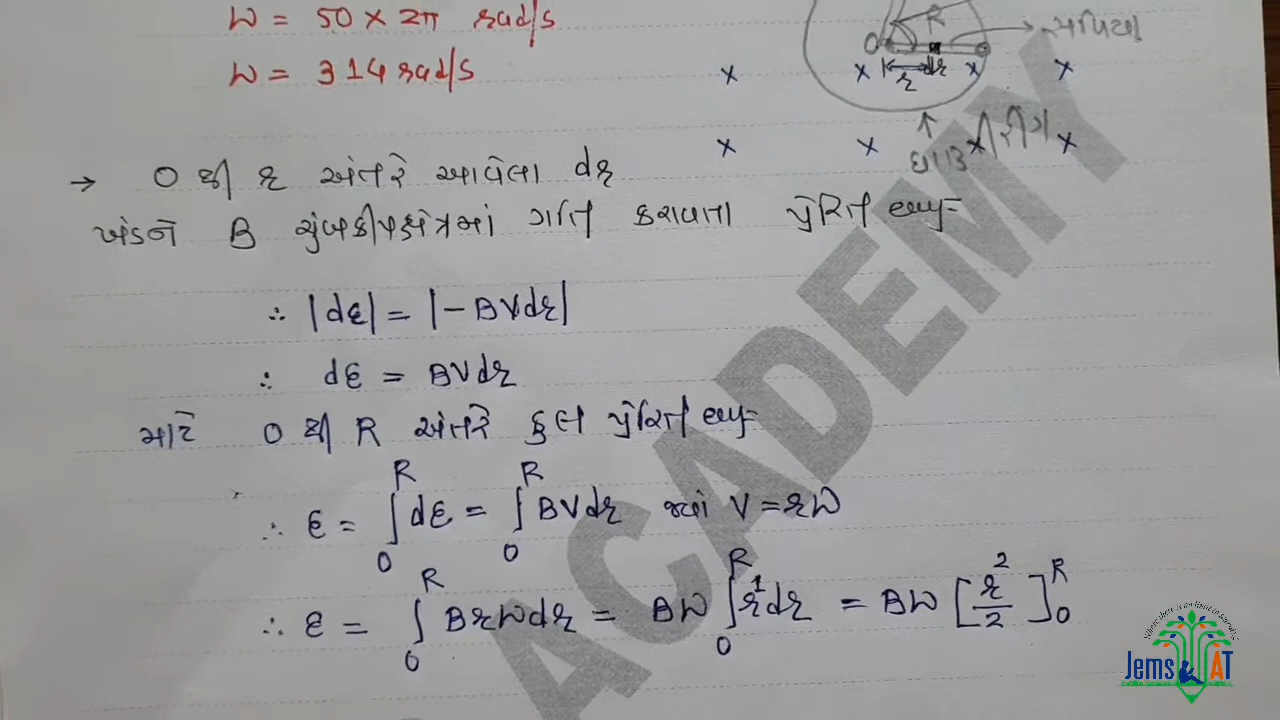 ω = 50 × 2π rad/s
ω = 314 rad/s
R
O
સળિયો
r dr
ધાતુક રીંગ
→ O થી r અંતરે આવેલા dr
ખંડને B ચુંબકીયક્ષેત્રમાં ગતિ કરાવતા પ્રેરિત emf
∴ |dε| = |-BVdr|
∴ dε = BVdr
માટે O થી R અંતરે કુલ પ્રેરિત emf
∴ ε = ∫₀ᴿ dε = ∫₀ᴿ BVdr જ્યાં V = rω
∴ ε = ∫₀ᴿ Brωdr = Bω ∫₀ᴿ r¹dr = Bω [r²/2]₀ᴿ
ACADEMY
Jems AT